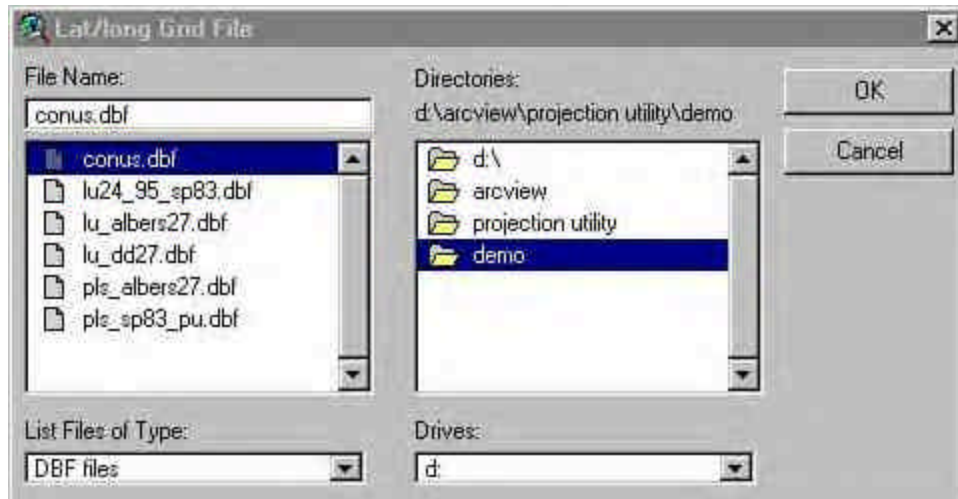 Lat/long Grid File
File Name:
conus.dbf
conus.dbf
lu24_95_sp83.dbf
lu_albers27.dbf
lu_dd27.dbf
pls_albers27.dbf
pls_sp83_pu.dbf
List Files of Type:
DBF files
Directories:
d:\arcview\projection utility\demo
d:\
arcview
projection utility
demo
Drives:
d:
OK
Cancel